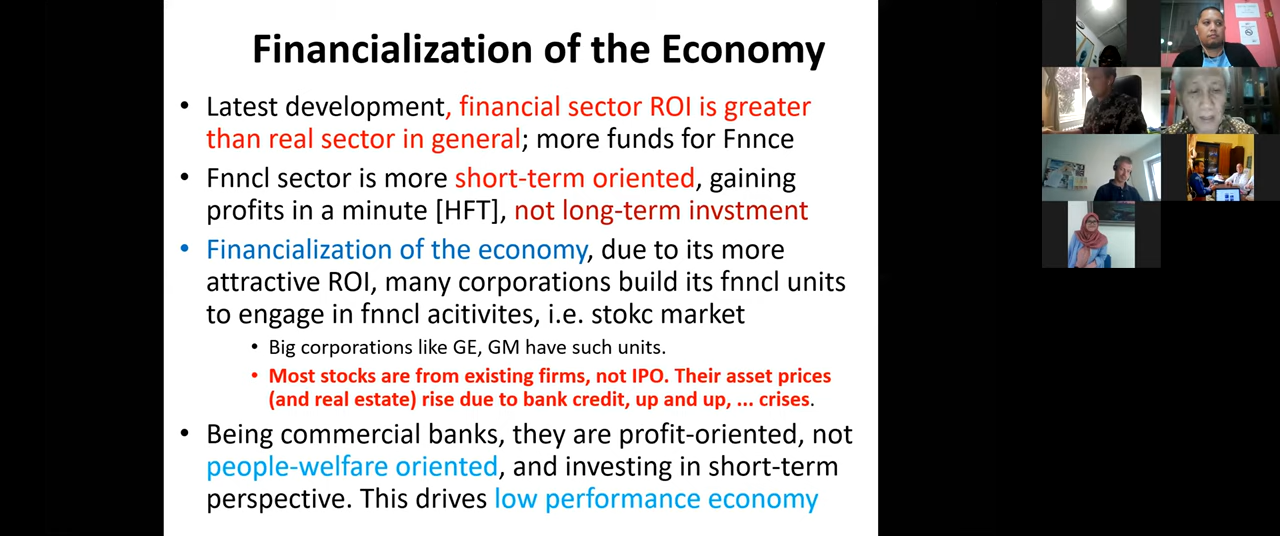 Financialization of the Economy
• Latest development, financial sector ROI is greater
than real sector in general; more funds for Fnnce
• Fnncl sector is more short-term oriented, gaining
profits in a minute [HFT], not long-term invstment
• Financialization of the economy, due to its more
attractive ROI, many corporations build its fnncl units
to engage in fnncl acitivites, i.e. stokc market
• Big corporations like GE, GM have such units.
• Most stocks are from existing firms, not IPO. Their asset prices
(and real estate) rise due to bank credit, up and up, ... crises.
• Being commercial banks, they are profit-oriented, not
people-welfare oriented, and investing in short-term
perspective. This drives low performance economy